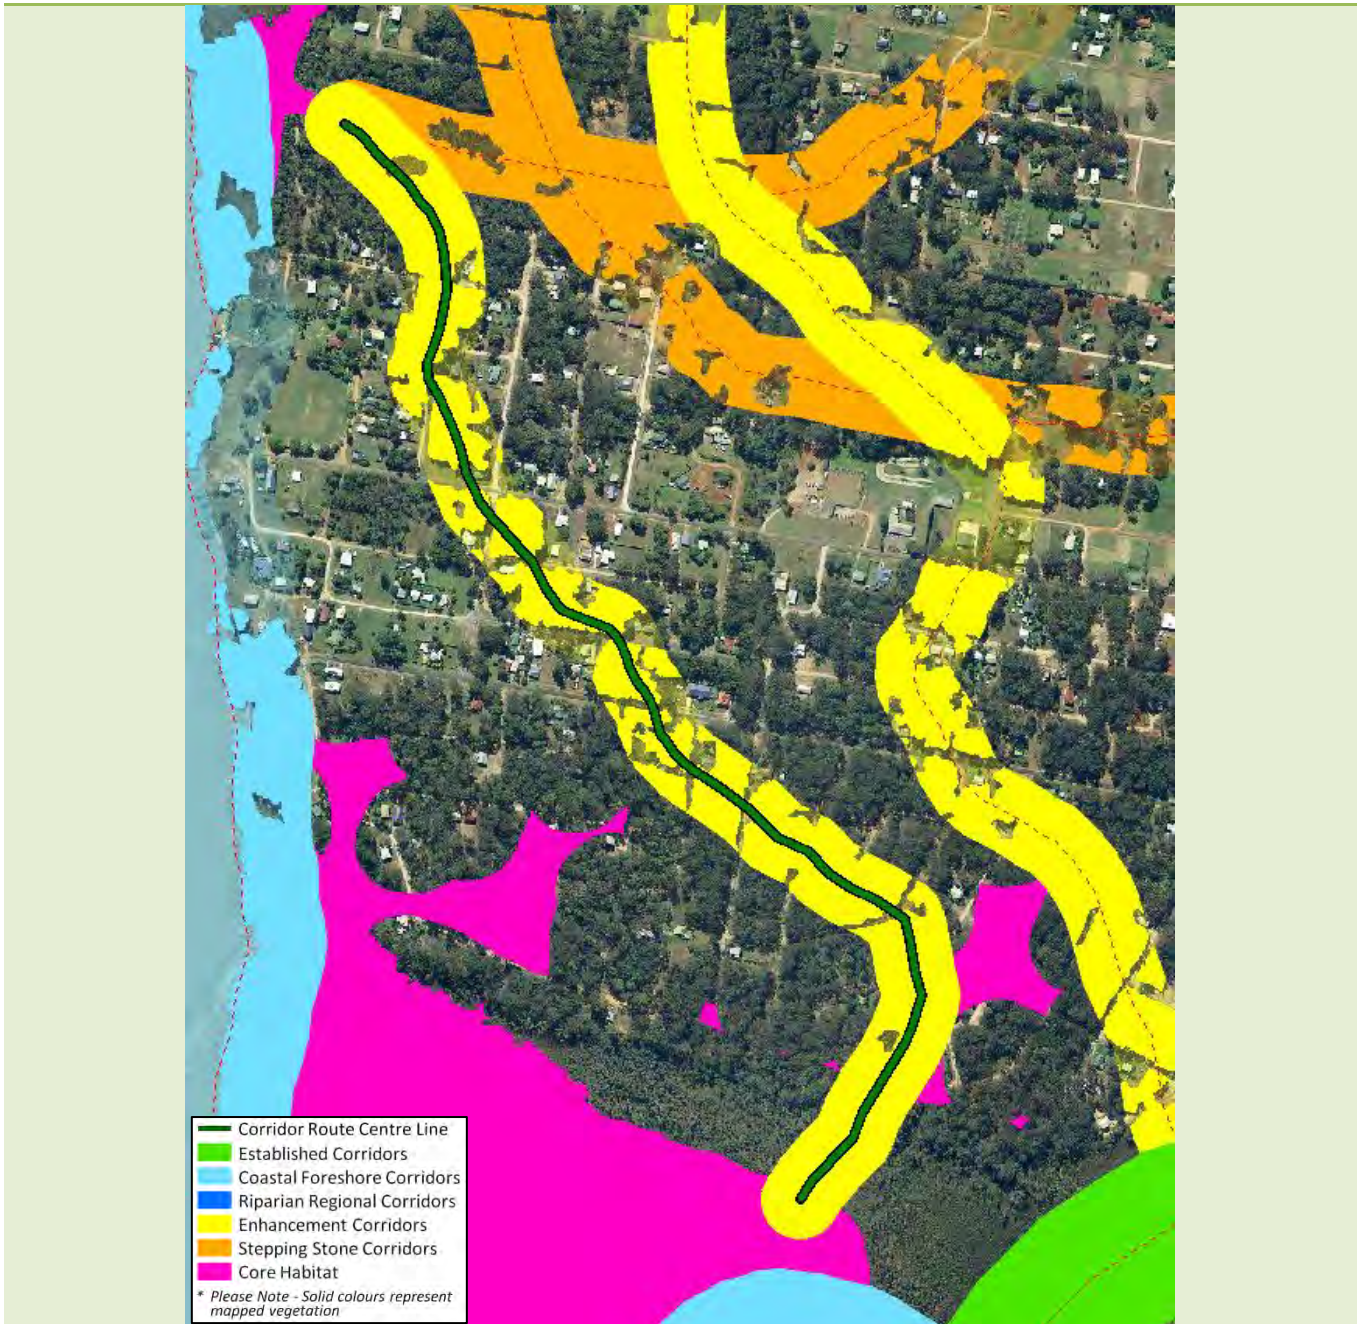 Corridor Route Centre Line
Established Corridors
Coastal Foreshore Corridors
Riparian Regional Corridors
Enhancement Corridors
Stepping Stone Corridors
Core Habitat
* Please Note - Solid colours represent
mapped vegetation